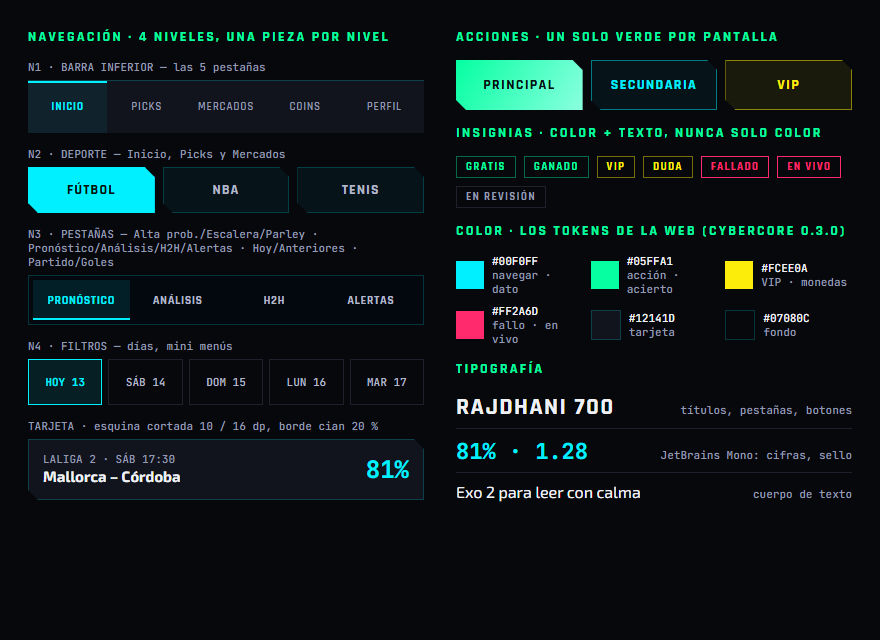 NAVEGACIÓN · 4 NIVELES, UNA PIEZA POR NIVEL
N1 · BARRA INFERIOR — las 5 pestañas
INICIO PICKS MERCADOS COINS PERFIL
N2 · DEPORTE — Inicio, Picks y Mercados
FÚTBOL NBA TENIS
N3 · PESTAÑAS — Alta prob./Escalera/Parley ·
Pronóstico/Análisis/H2H/Alertas · Hoy/Anteriores ·
Partido/Goles
PRONÓSTICO ANÁLISIS H2H ALERTAS
N4 · FILTROS — días, mini menús
HOY 13 SÁB 14 DOM 15 LUN 16 MAR 17
TARJETA · esquina cortada 10 / 16 dp, borde cian 20 %
LALIGA 2 · SÁB 17:30
Mallorca – Córdoba
81%
ACCIONES · UN SOLO VERDE POR PANTALLA
PRINCIPAL SECUNDARIA VIP
INSIGNIAS · COLOR + TEXTO, NUNCA SOLO COLOR
GRATIS GANADO VIP DUDA FALLADO EN VIVO
EN REVISIÓN
COLOR · LOS TOKENS DE LA WEB (CYBERCORE 0.3.0)
#00F0FF
navegar ·
dato
#05FFA1
acción ·
acierto
#FCEE0A
VIP · monedas
#FF2A6D
fallo · en
vivo
#12141D
tarjeta
#07080C
fondo
TIPOGRAFÍA
RAJDHANI 700 títulos, pestañas, botones
81% · 1.28 JetBrains Mono: cifras, sello
Exo 2 para leer con calma cuerpo de texto